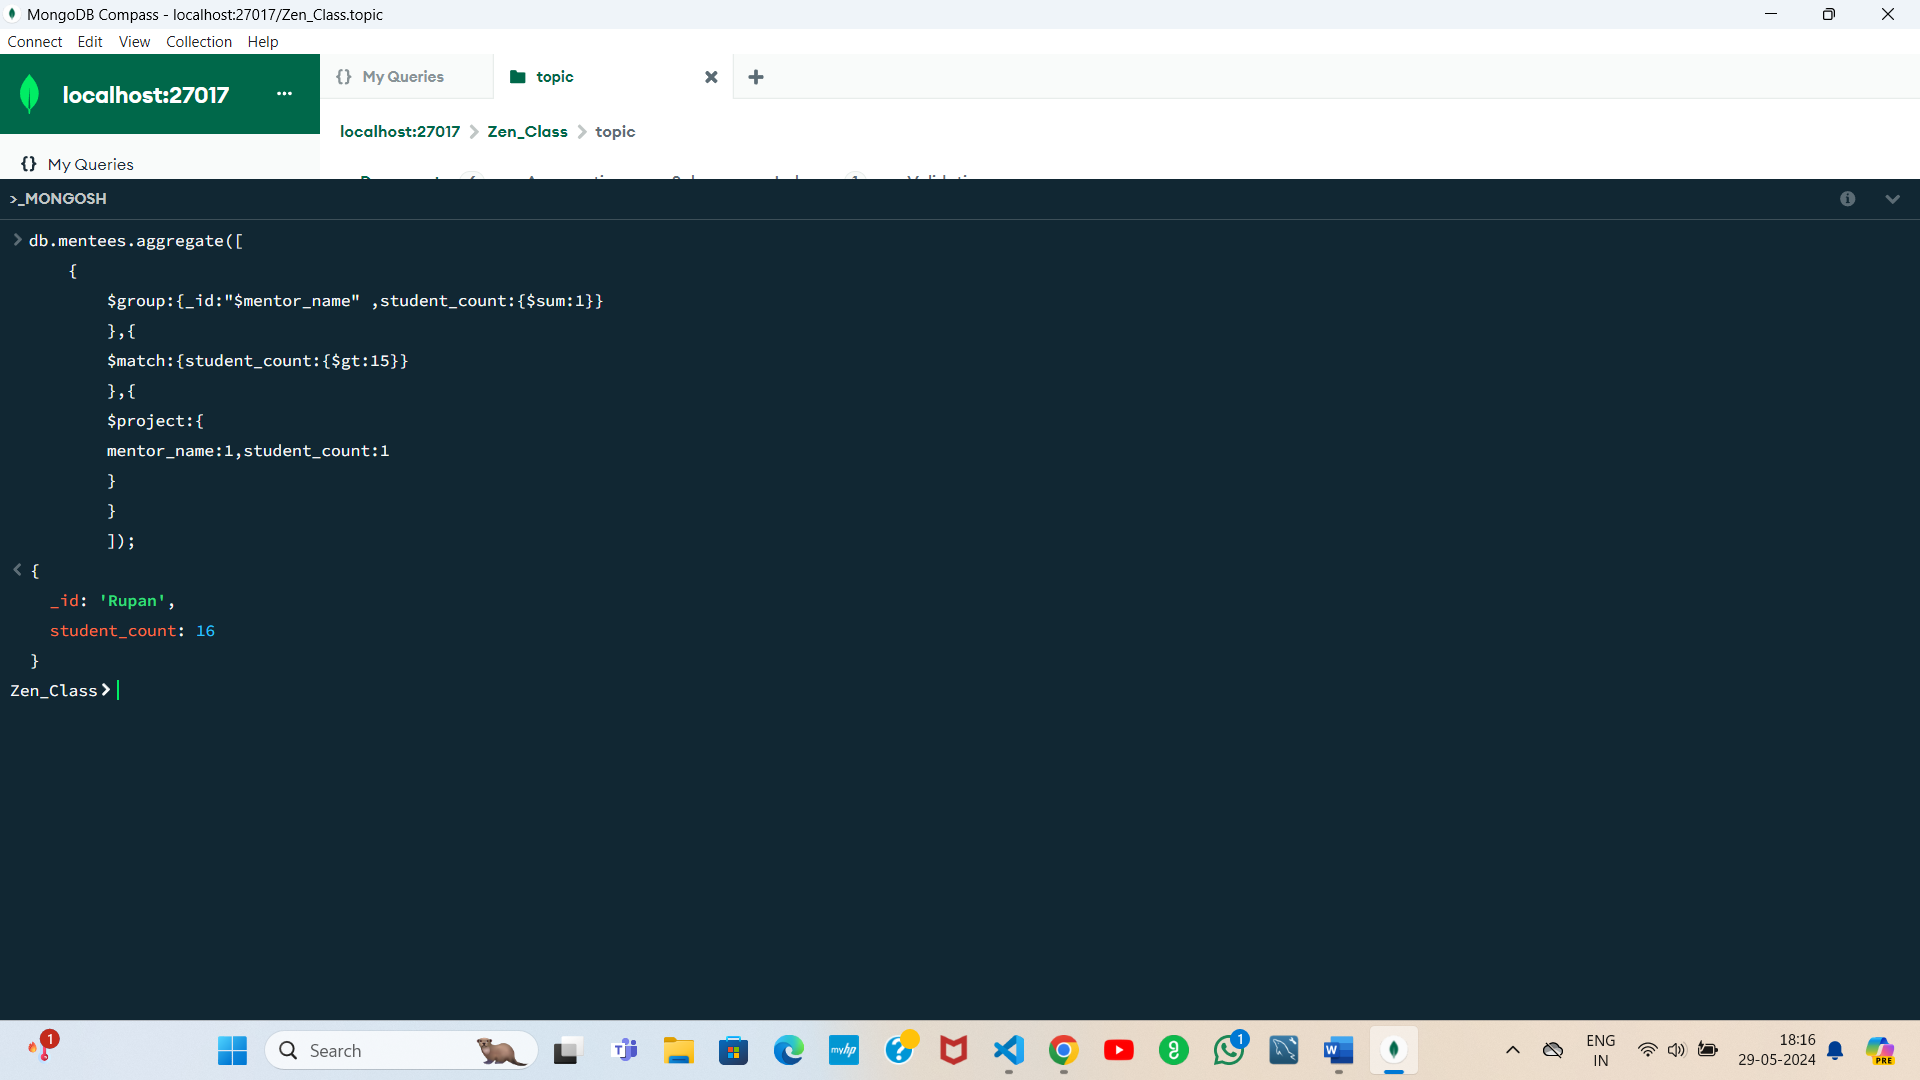 MongoDB Compass - localhost:27017/Zen_Class.topic
Connect Edit View Collection Help
localhost:27017 ...
{} My Queries
topic
localhost:27017 > Zen_Class > topic
{} My Queries
>_MONGOSH
> db.mentees.aggregate([
{
$group:{_id:"$mentor_name" ,student_count:{$sum:1}}
},{
$match:{student_count:{$gt:15}}
},{
$project:{
mentor_name:1,student_count:1
}
}
]);
< {
_id: 'Rupan',
student_count: 16
}
Zen_Class>
1
Search
myhp
1
ENG
IN
18:16
29-05-2024
PRE